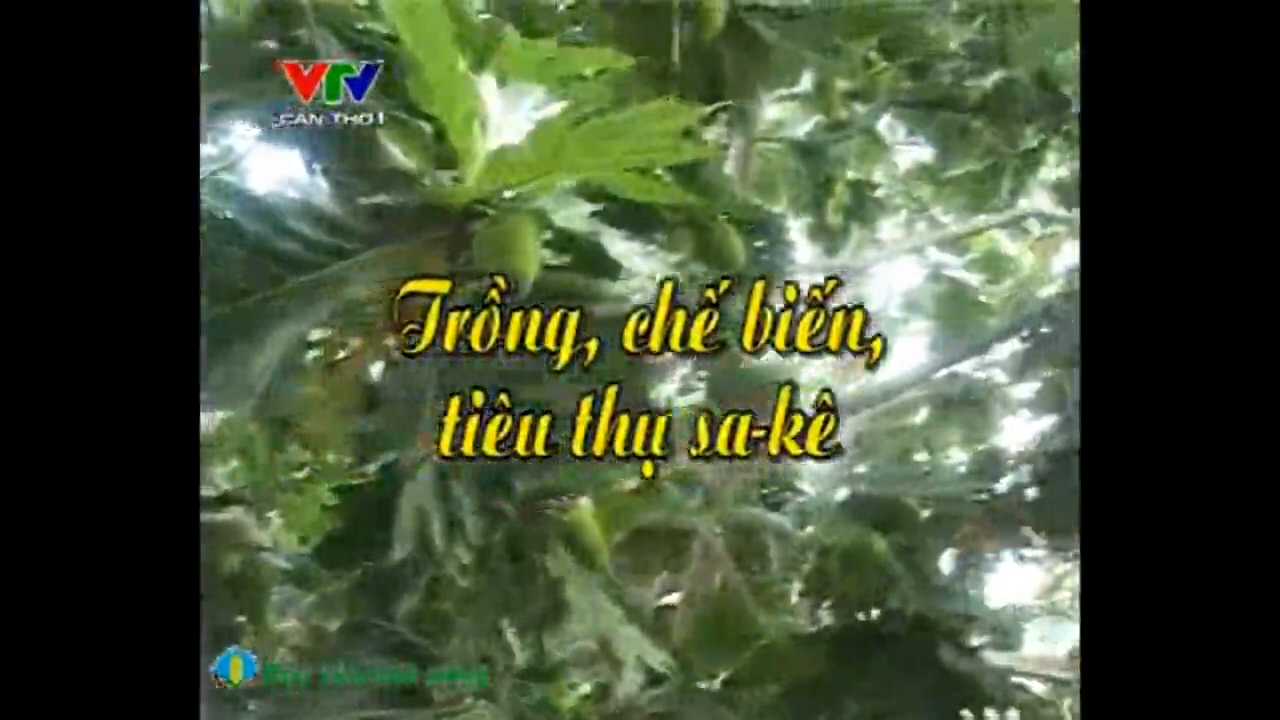 VTV
CẦN THƠ 1
Trồng, chế biến,
tiêu thụ sa-kê